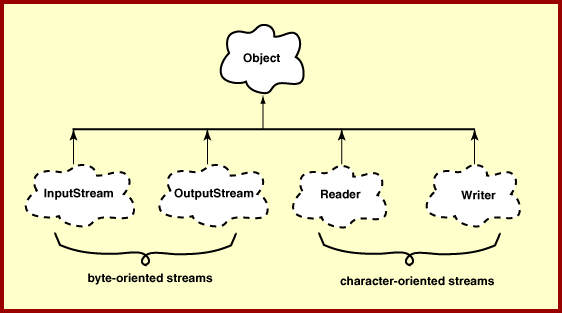 Object
InputStream
OutputStream
Reader
Writer
byte-oriented streams
character-oriented streams